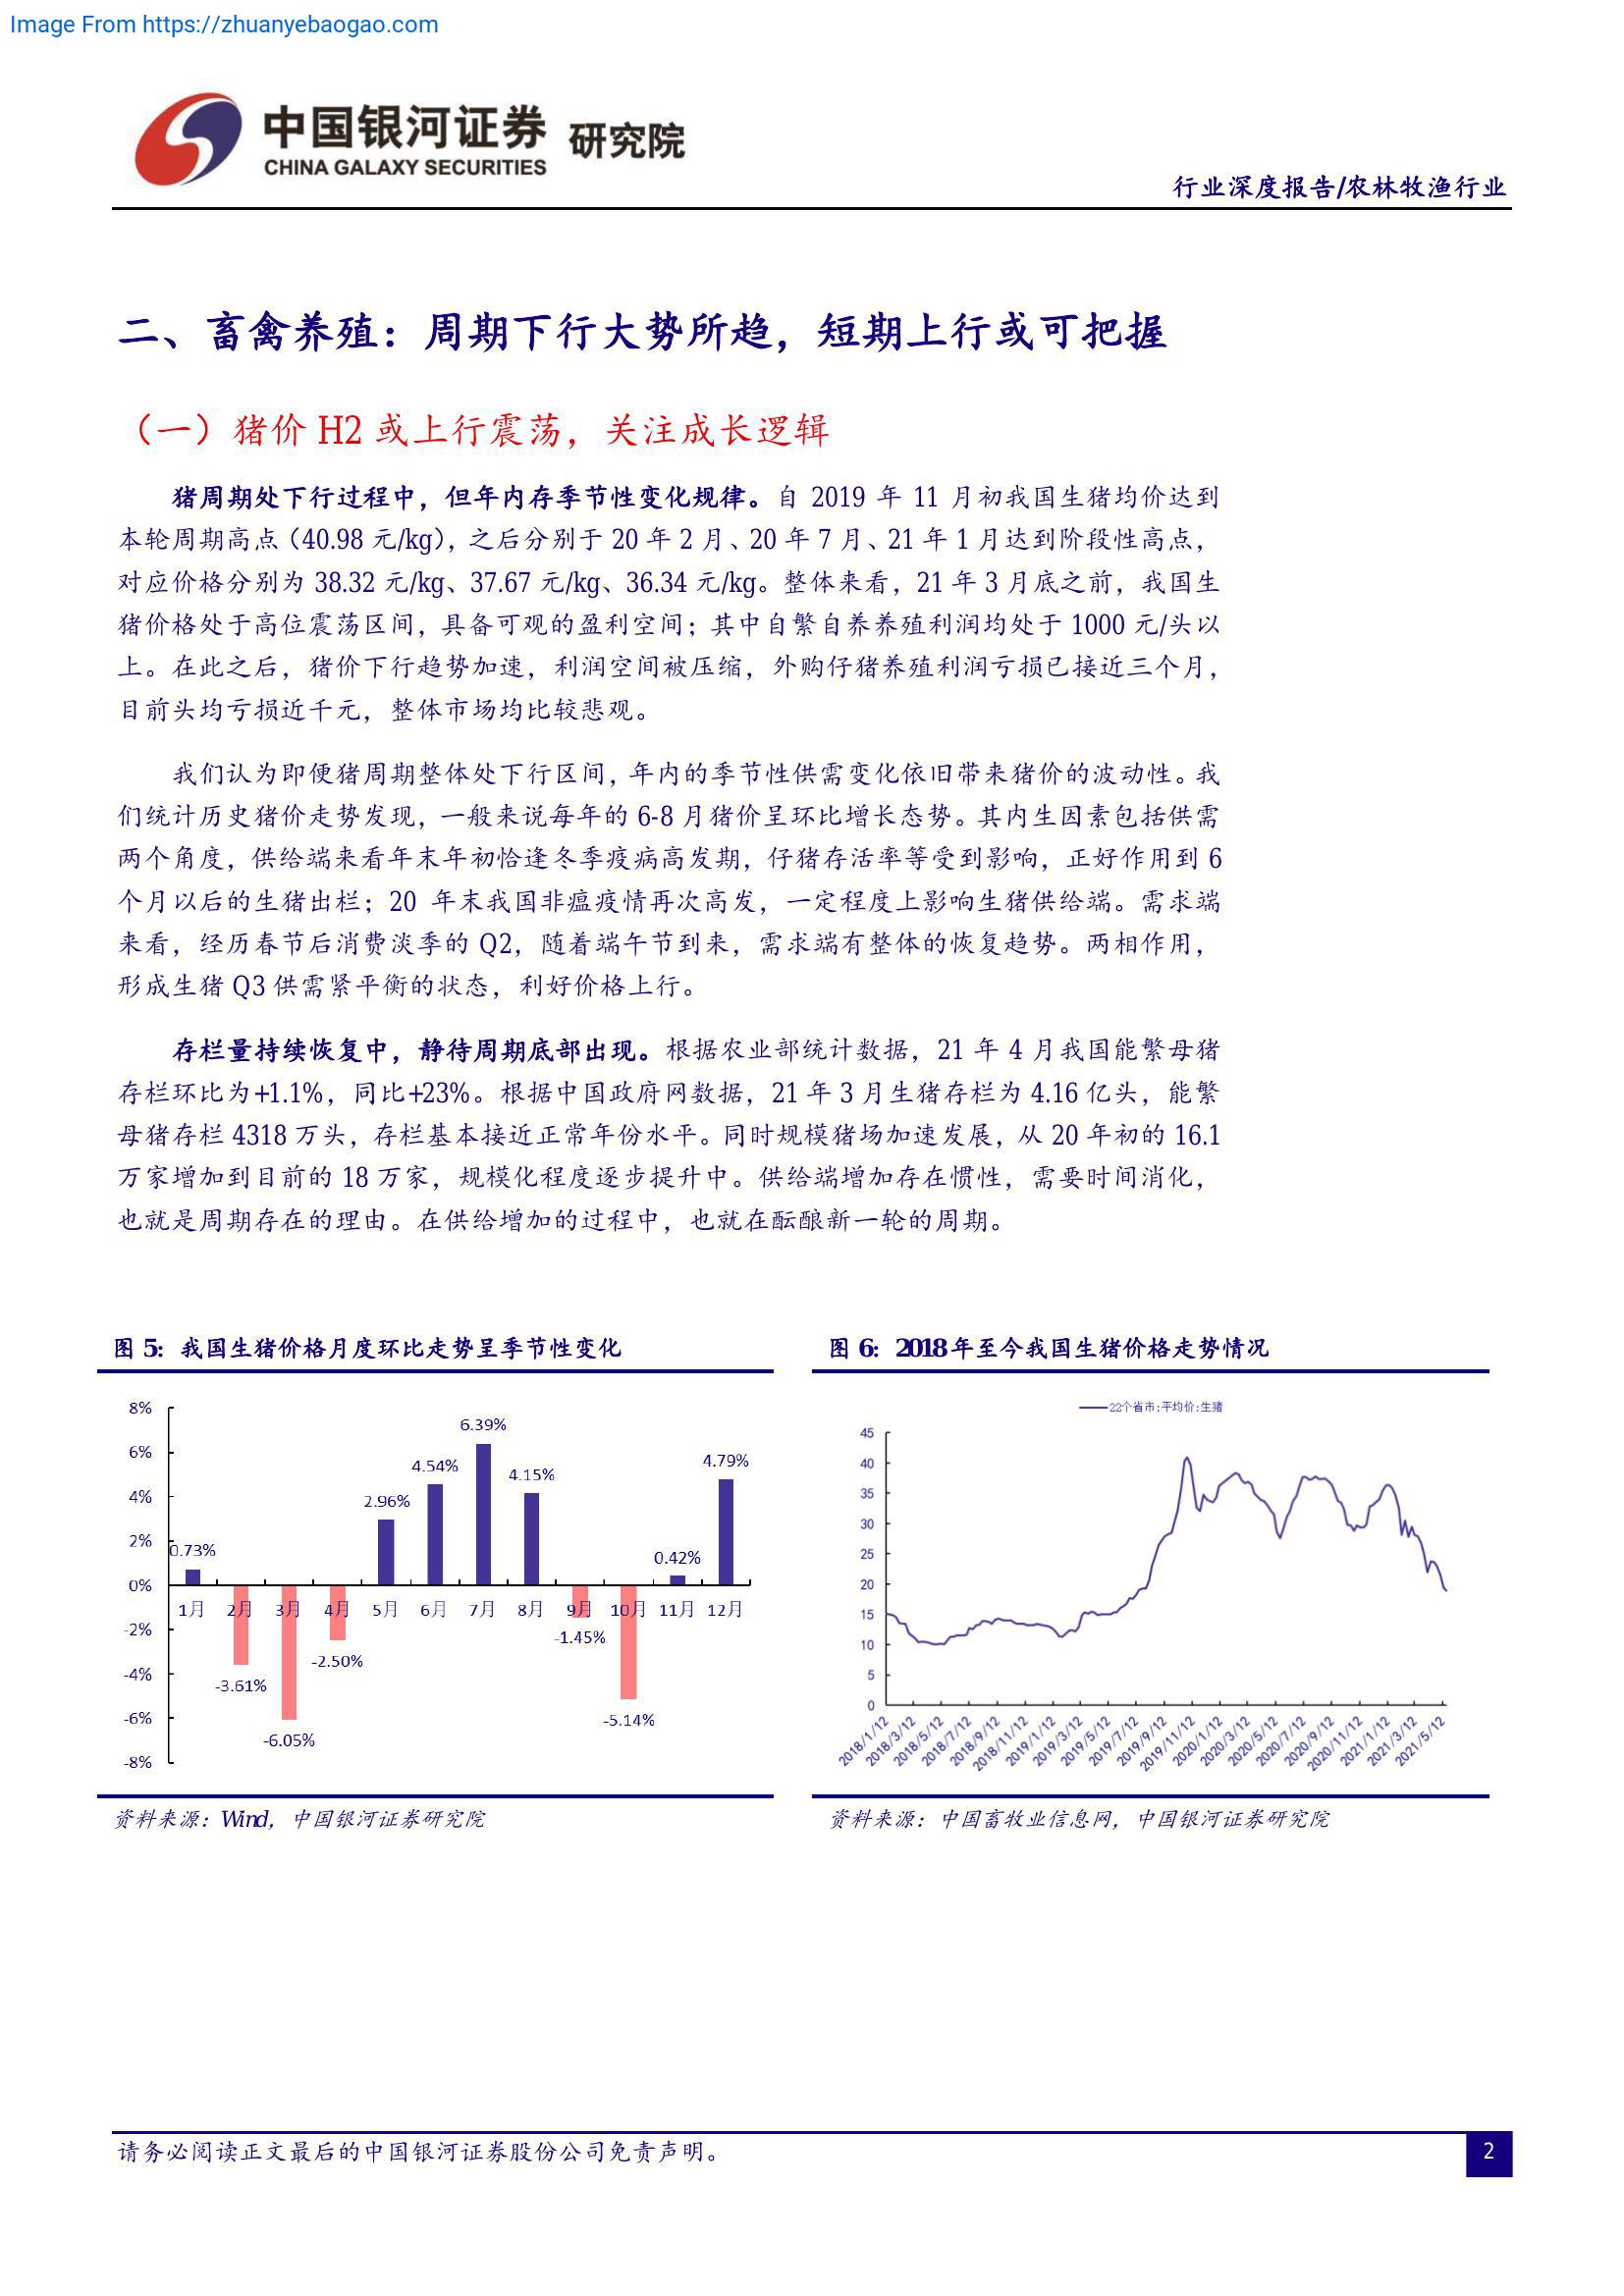 Image From https://zhuanyebaogao.com
中国银河证券 研究院
CHINA GALAXY SECURITIES
行业深度报告/农林牧渔行业
二、畜禽养殖：周期下行大势所趋，短期上行或可把握
（一）猪价 H2 或上行震荡，关注成长逻辑
猪周期处下行过程中，但年内存季节性变化规律。自 2019 年 11 月初我国生猪均价达到
本轮周期高点（40.98 元/kg），之后分别于 20 年 2 月、20 年 7 月、21 年 1 月达到阶段性高点，
对应价格分别为 38.32 元/kg、37.67 元/kg、36.34 元/kg。整体来看，21 年 3 月底之前，我国生
猪价格处于高位震荡区间，具备可观的盈利空间；其中自繁自养养殖利润均处于 1000 元/头以
上。在此之后，猪价下行趋势加速，利润空间被压缩，外购仔猪养殖利润亏损已接近三个月，
目前头均亏损近千元，整体市场均比较悲观。
我们认为即便猪周期整体处下行区间，年内的季节性供需变化依旧带来猪价的波动性。我
们统计历史猪价走势发现，一般来说每年的 6-8 月猪价呈环比增长态势。其内生因素包括供需
两个角度，供给端来看年末年初恰逢冬季疫病高发期，仔猪存活率等受到影响，正好作用到 6
个月以后的生猪出栏；20 年末我国非瘟疫情再次高发，一定程度上影响生猪供给端。需求端
来看，经历春节后消费淡季的 Q2，随着端午节到来，需求端有整体的恢复趋势。两相作用，
形成生猪 Q3 供需紧平衡的状态，利好价格上行。
存栏量持续恢复中，静待周期底部出现。根据农业部统计数据，21 年 4 月我国能繁母猪
存栏环比为+1.1%，同比+23%。根据中国政府网数据，21 年 3 月生猪存栏为 4.16 亿头，能繁
母猪存栏 4318 万头，存栏基本接近正常年份水平。同时规模猪场加速发展，从 20 年初的 16.1
万家增加到目前的 18 万家，规模化程度逐步提升中。供给端增加存在惯性，需要时间消化，
也就是周期存在的理由。在供给增加的过程中，也就在酝酿新一轮的周期。
图 5：我国生猪价格月度环比走势呈季节性变化
8%
6%
4%
2%
0%
-2%
-4%
-6%
-8%
0.73%
-3.61%
-6.05%
-2.50%
2.96%
4.54%
6.39%
4.15%
-1.45%
-5.14%
0.42%
4.79%
1月 2月 3月 4月 5月 6月 7月 8月 9月 10月 11月 12月
资料来源：Wind，中国银河证券研究院
图 6：2018 年至今我国生猪价格走势情况
22个省市:平均价:生猪
45
40
35
30
25
20
15
10
5
0
2018/1/12 2018/3/12 2018/5/12 2018/7/12 2018/9/12 2018/11/12 2019/1/12 2019/3/12 2019/5/12 2019/7/12 2019/9/12 2019/11/12 2020/1/12 2020/3/12 2020/5/12 2020/7/12 2020/9/12 2020/11/12 2021/1/12 2021/3/12 2021/5/12
资料来源：中国畜牧业信息网，中国银河证券研究院
请务必阅读正文最后的中国银河证券股份公司免责声明。
2